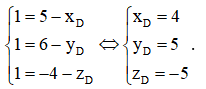 {1 = 5 − x_D ⇔ {x_D = 4
{1 = 6 − y_D ⇔ {y_D = 5 .
{1 = −4 − z_D ⇔ {z_D = −5